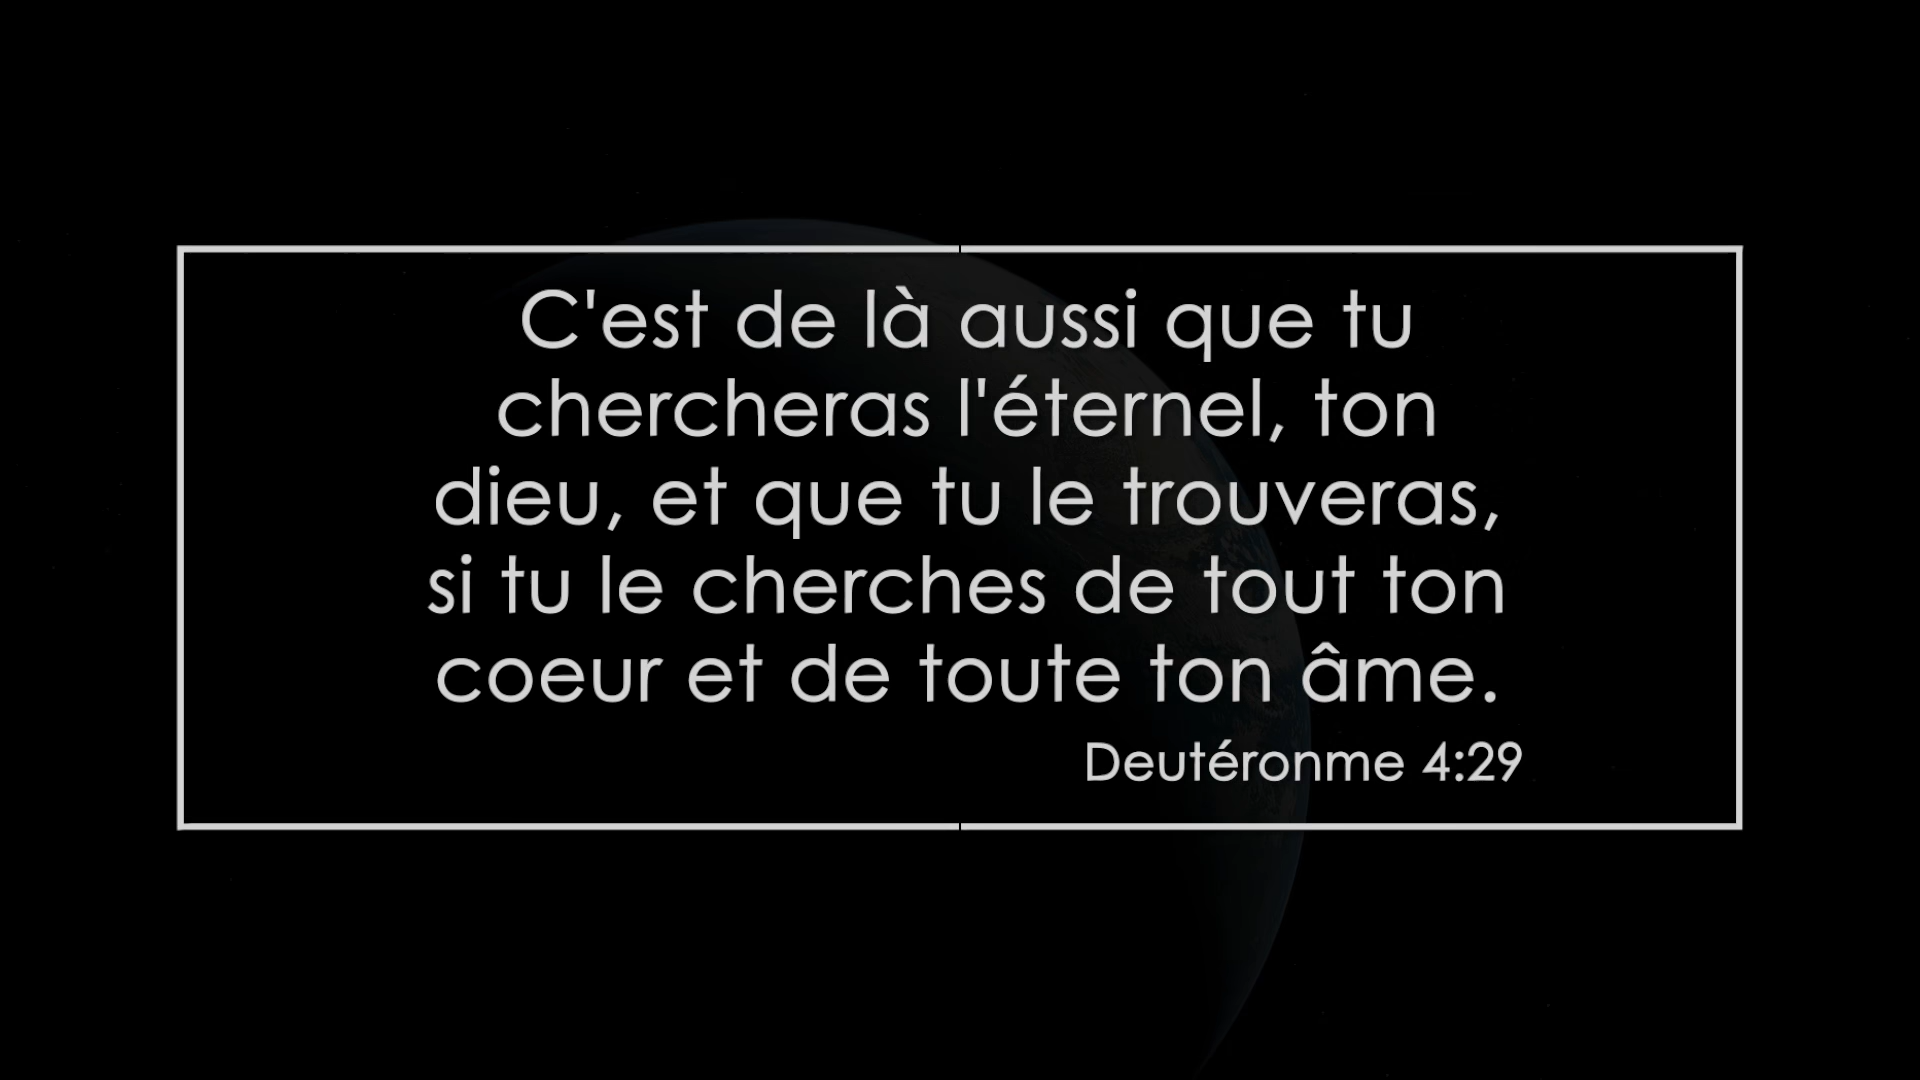 C'est de là aussi que tu
chercheras l'éternel, ton
dieu, et que tu le trouveras,
si tu le cherches de tout ton
coeur et de toute ton âme.
Deutéronme 4:29